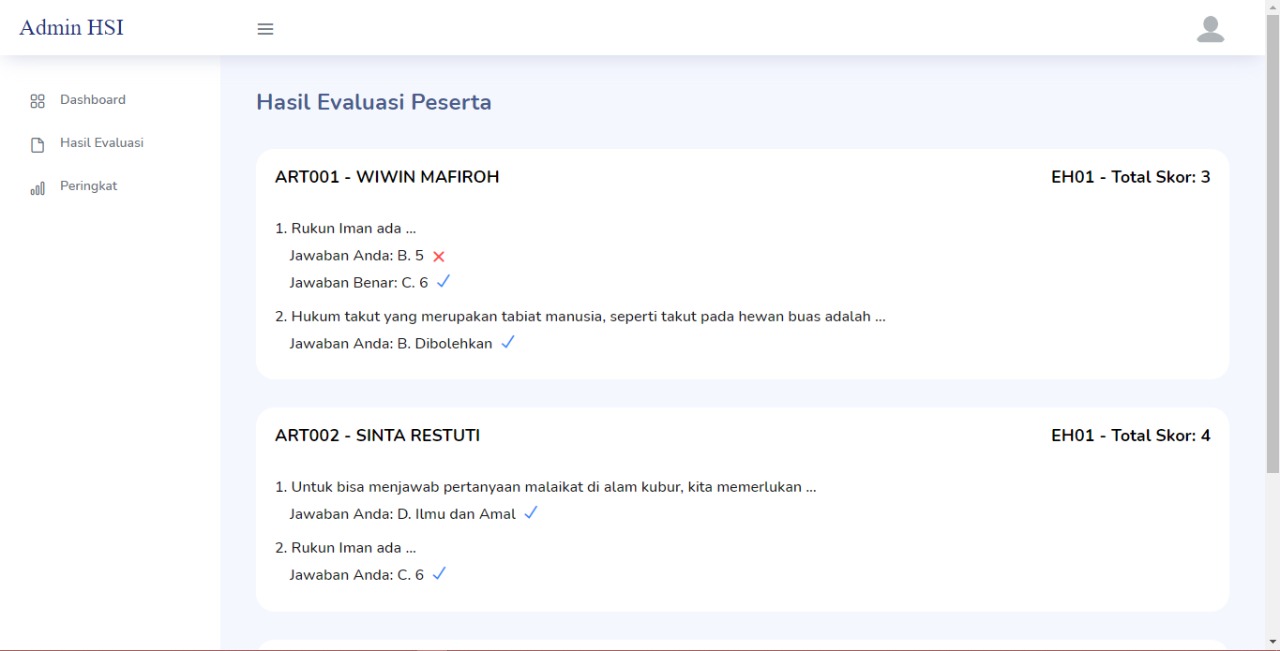 Admin HSI
Dashboard
Hasil Evaluasi
Peringkat
Hasil Evaluasi Peserta
ART001 - WIWIN MAFIROH
EH01 - Total Skor: 3
1. Rukun Iman ada ...
Jawaban Anda: B. 5
Jawaban Benar: C. 6
2. Hukum takut yang merupakan tabiat manusia, seperti takut pada hewan buas adalah ...
Jawaban Anda: B. Dibolehkan
ART002 - SINTA RESTUTI
EH01 - Total Skor: 4
1. Untuk bisa menjawab pertanyaan malaikat di alam kubur, kita memerlukan ...
Jawaban Anda: D. Ilmu dan Amal
2. Rukun Iman ada ...
Jawaban Anda: C. 6